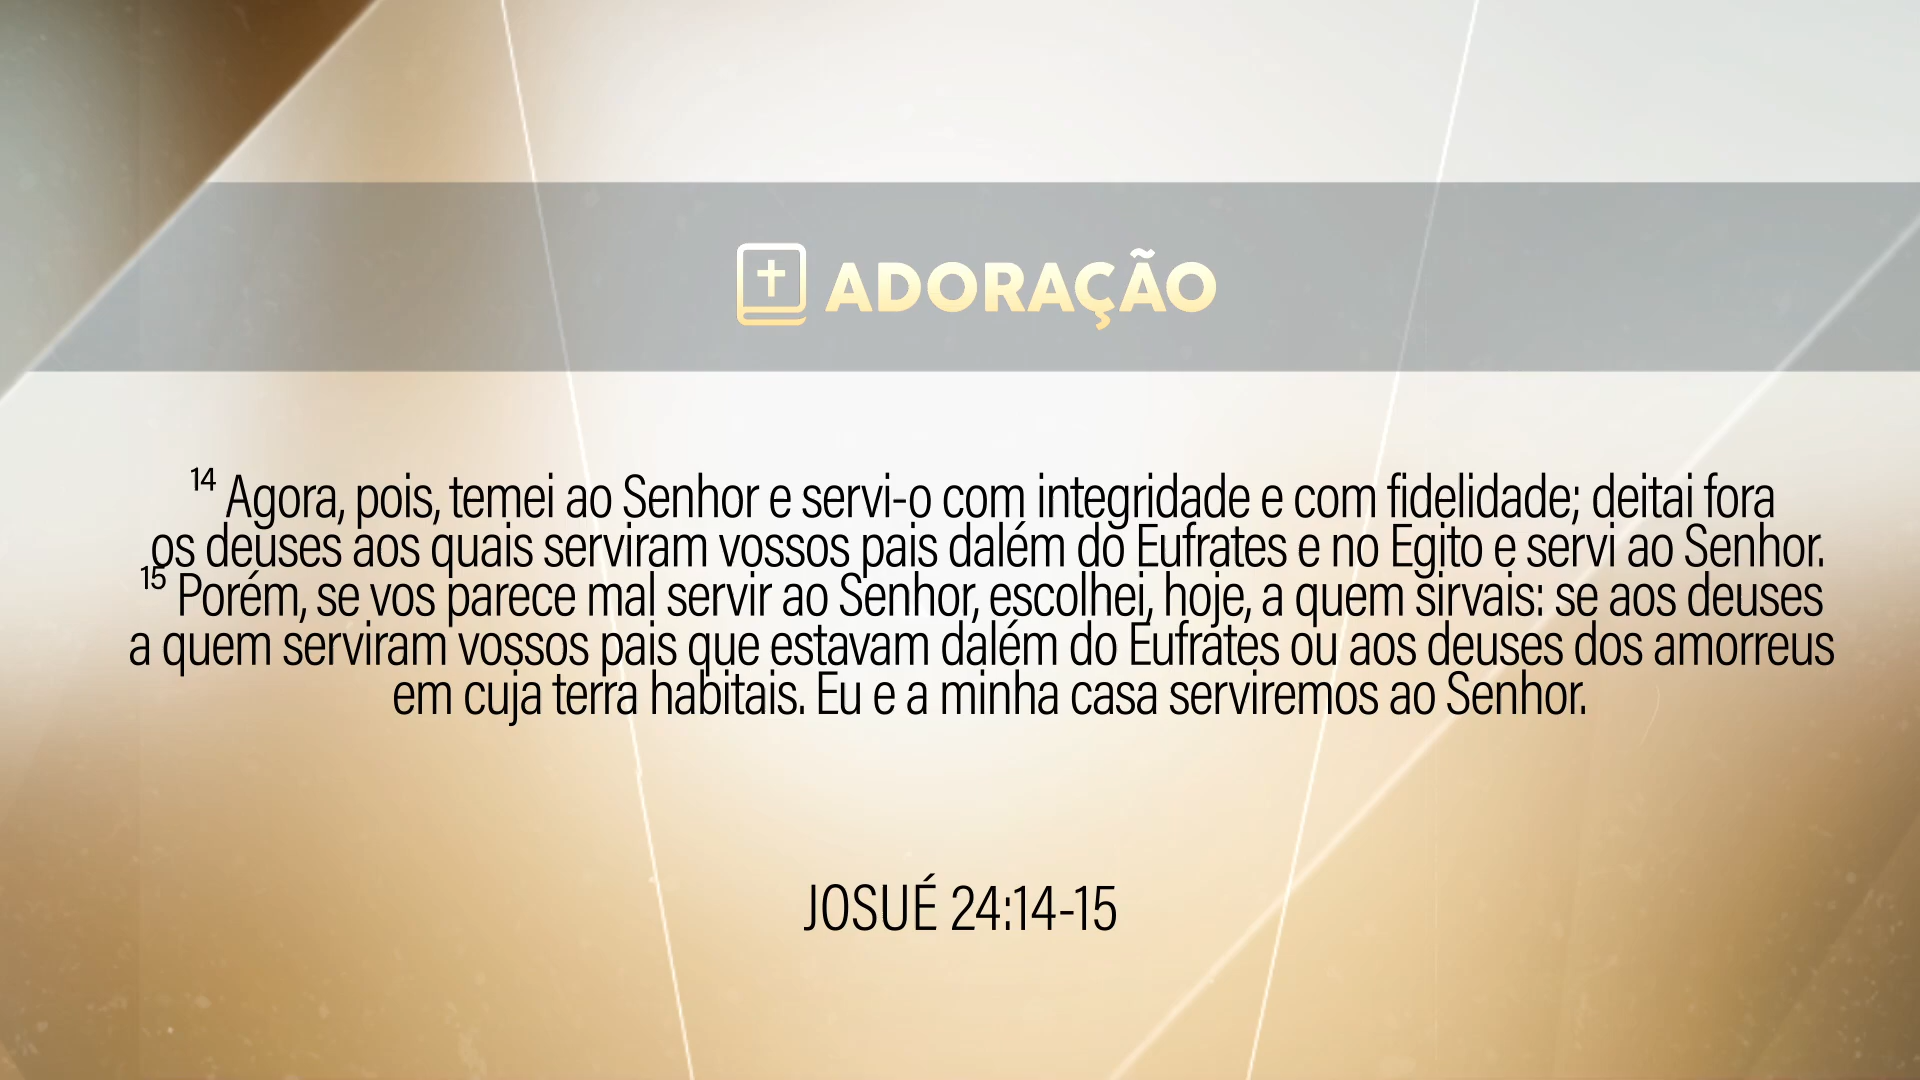 ADORAÇÃO
¹⁴ Agora, pois, temei ao Senhor e servi-o com integridade e com fidelidade; deitai fora
os deuses aos quais serviram vossos pais dalém do Eufrates e no Egito e servi ao Senhor.
¹⁵ Porém, se vos parece mal servir ao Senhor, escolhei, hoje, a quem sirvais: se aos deuses
a quem serviram vossos pais que estavam dalém do Eufrates ou aos deuses dos amorreus
em cuja terra habitais. Eu e a minha casa serviremos ao Senhor.
JOSUÉ 24:14-15